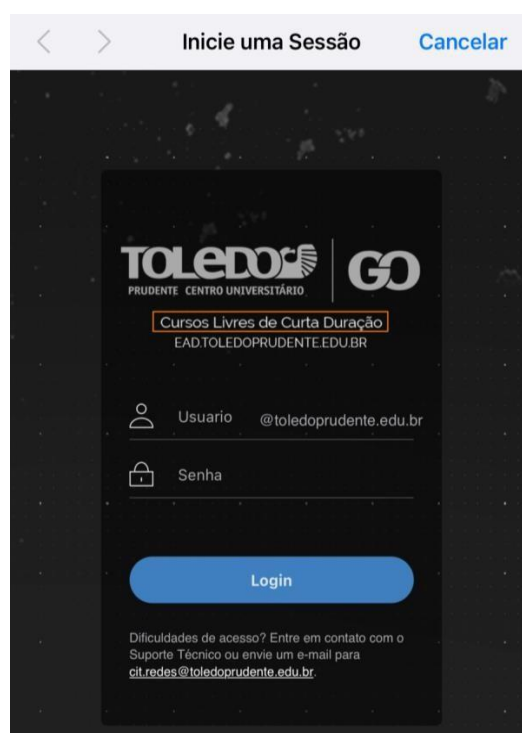 Inicie uma Sessão
Cancelar
TOLEDO
PRUDENTE CENTRO UNIVERSITÁRIO
GO
Cursos Livres de Curta Duração
EAD.TOLEDOPRUDENTE.EDU.BR
Usuario @toledoprudente.edu.br
Senha
Login
Dificuldades de acesso? Entre em contato com o
Suporte Técnico ou envie um e-mail para
cit.redes@toledoprudente.edu.br.